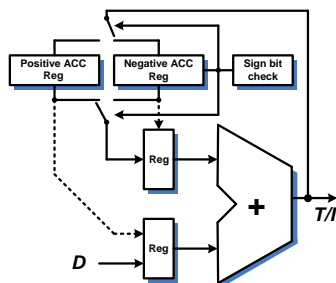 Positive ACC
Reg
Negative ACC
Reg
Sign bit
check
Reg
+
T/I
Reg
D